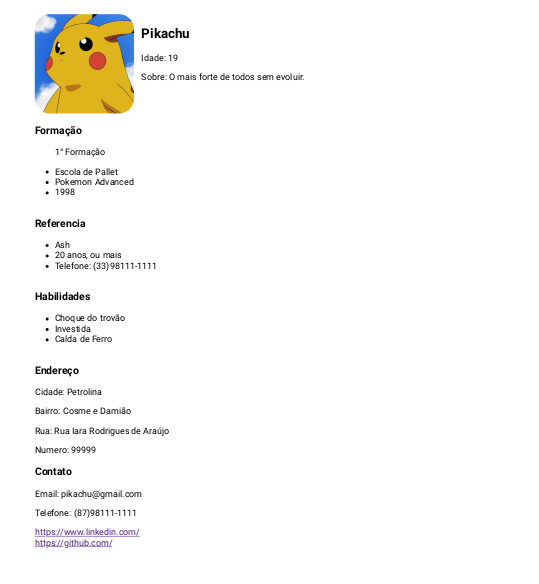 Pikachu
Idade: 19
Sobre: O mais forte de todos sem evoluir.
Formação
1° Formação
Escola de Pallet
Pokemon Advanced
1998
Referencia
Ash
20 anos, ou mais
Telefone: (33)98111-1111
Habilidades
Choque do trovão
Investida
Calda de Ferro
Endereço
Cidade: Petrolina
Bairro: Cosme e Damião
Rua: Rua Iara Rodrigues de Araújo
Numero: 99999
Contato
Email: pikachu@gmail.com
Telefone: (87)98111-1111
https://www.linkedin.com/
https://github.com/